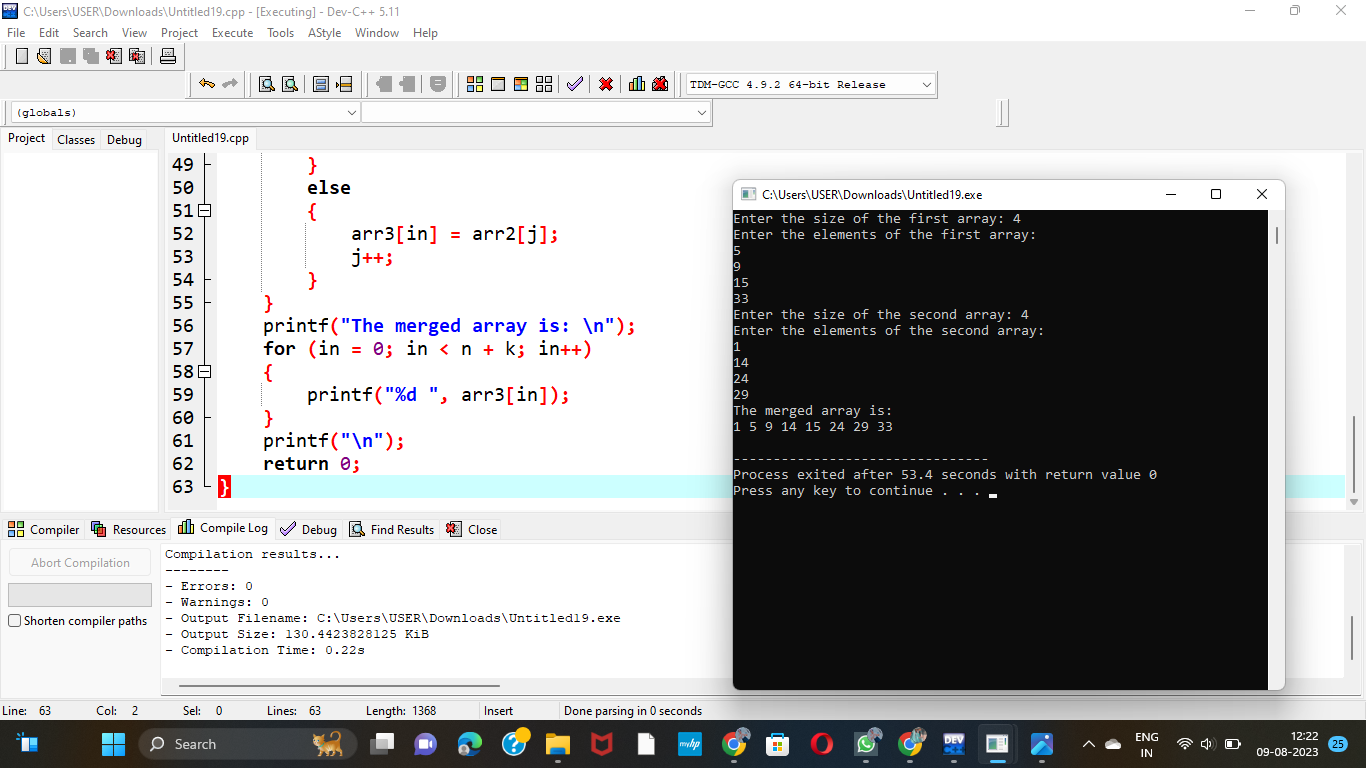 C:\Users\USER\Downloads\Untitled19.cpp - [Executing] - Dev-C++ 5.11
File Edit Search View Project Execute Tools AStyle Window Help
TDM-GCC 4.9.2 64-bit Release
(globals)
Project Classes Debug
Untitled19.cpp
49 }
50 else
51 {
52 arr3[in] = arr2[j];
53 j++;
54 }
55 }
56 printf("The merged array is: \n");
57 for (in = 0; in < n + k; in++)
58 {
59 printf("%d ", arr3[in]);
60 }
61 printf("\n");
62 return 0;
63 }
C:\Users\USER\Downloads\Untitled19.exe
Enter the size of the first array: 4
Enter the elements of the first array:
5
9
15
33
Enter the size of the second array: 4
Enter the elements of the second array:
1
14
24
29
The merged array is:
1 5 9 14 15 24 29 33
--------------------------------
Process exited after 53.4 seconds with return value 0
Press any key to continue . . .
Compiler Resources Compile Log Debug Find Results Close
Abort Compilation
Shorten compiler paths
Compilation results...
--------
- Errors: 0
- Warnings: 0
- Output Filename: C:\Users\USER\Downloads\Untitled19.exe
- Output Size: 130.4423828125 KiB
- Compilation Time: 0.22s
Line: 63 Col: 2 Sel: 0 Lines: 63 Length: 1368 Insert Done parsing in 0 seconds
Search
myhp
DEV
ENG
IN
12:22
09-08-2023
25